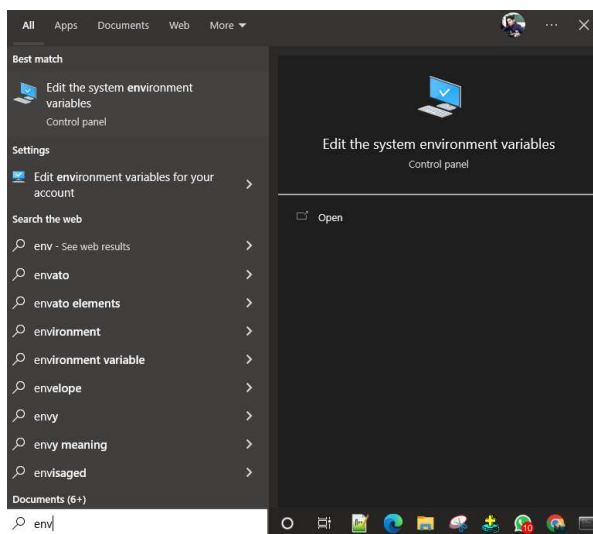 All Apps Documents Web More
Best match
Edit the system environment
variables
Control panel
Settings
Edit environment variables for your
account
Search the web
env - See web results
envato
envato elements
environment
environment variable
envelope
envy
envy meaning
envisaged
Documents (6+)
env
Edit the system environment variables
Control panel
Open
10